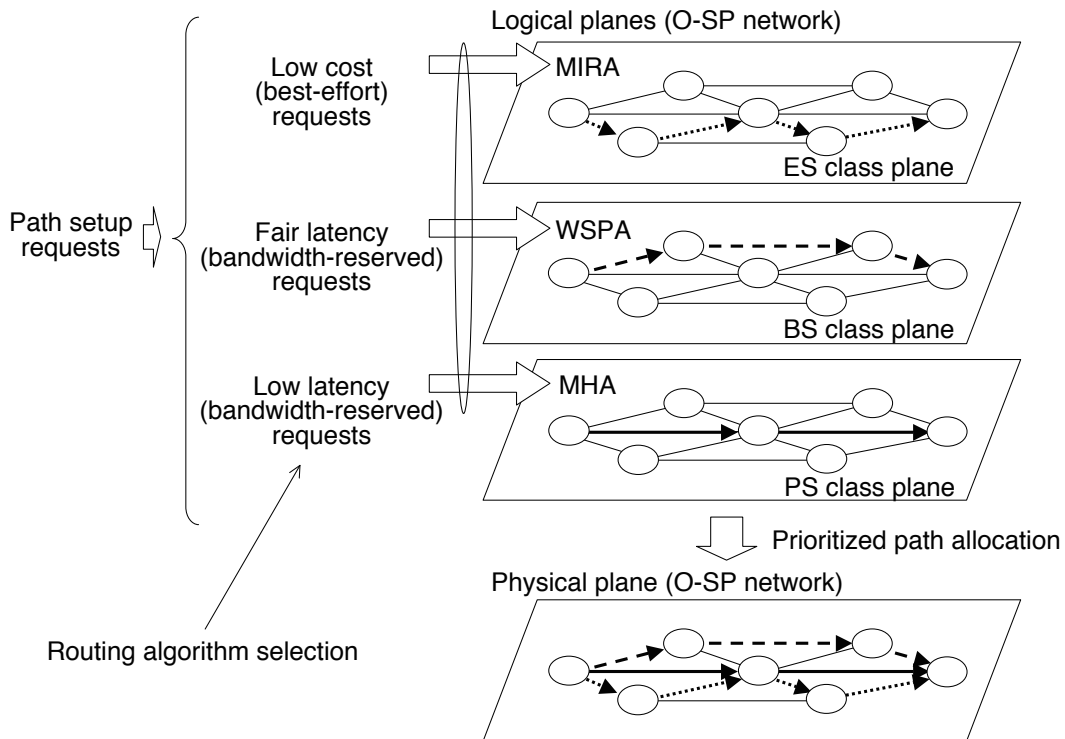 Logical planes (O-SP network)
Low cost
(best-effort)
requests
MIRA
ES class plane
Path setup
requests
Fair latency
(bandwidth-reserved)
requests
WSPA
BS class plane
Low latency
(bandwidth-reserved)
requests
MHA
PS class plane
Prioritized path allocation
Physical plane (O-SP network)
Routing algorithm selection